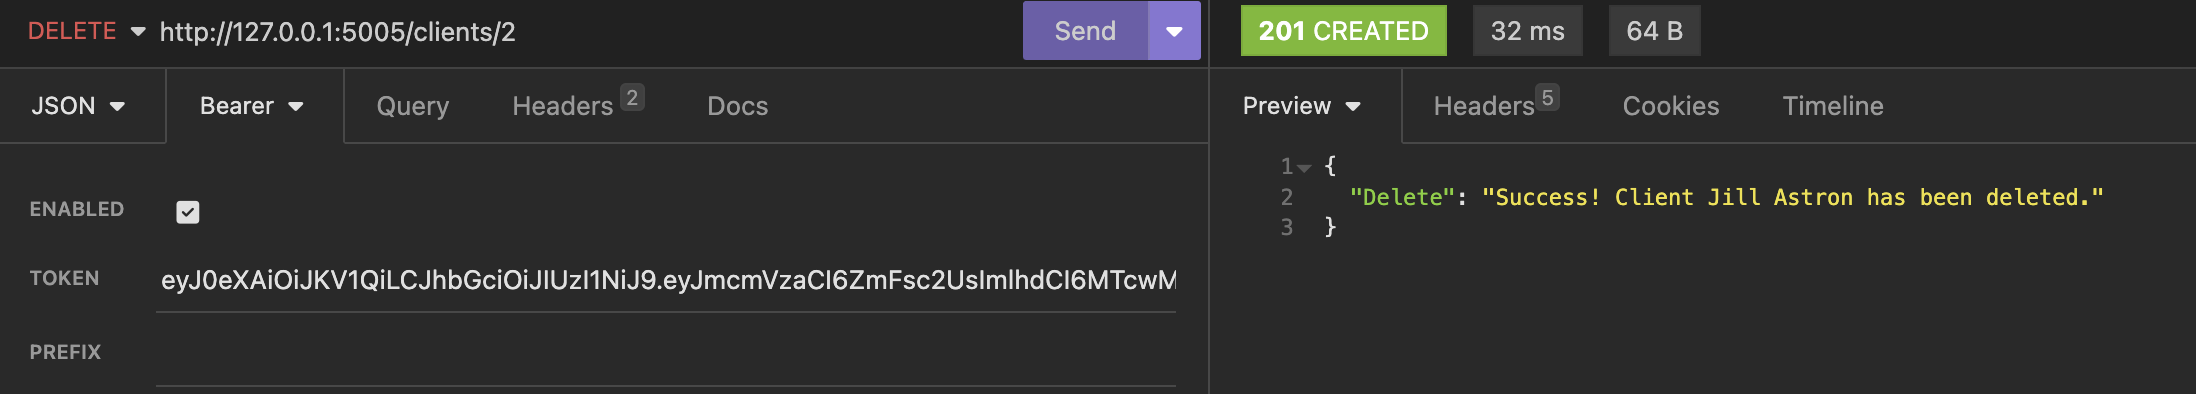 DELETE http://127.0.0.1:5005/clients/2 Send
JSON Bearer Query Headers 2 Docs
ENABLED
TOKEN eyJ0eXAiOiJKV1QiLCJhbGciOiJIUzI1NiJ9.eyJmcmVzaCI6ZmFsc2UsImlhdCI6MTcwM
PREFIX
201 CREATED 32 ms 64 B
Preview Headers 5 Cookies Timeline
1 {
2 "Delete": "Success! Client Jill Astron has been deleted."
3 }